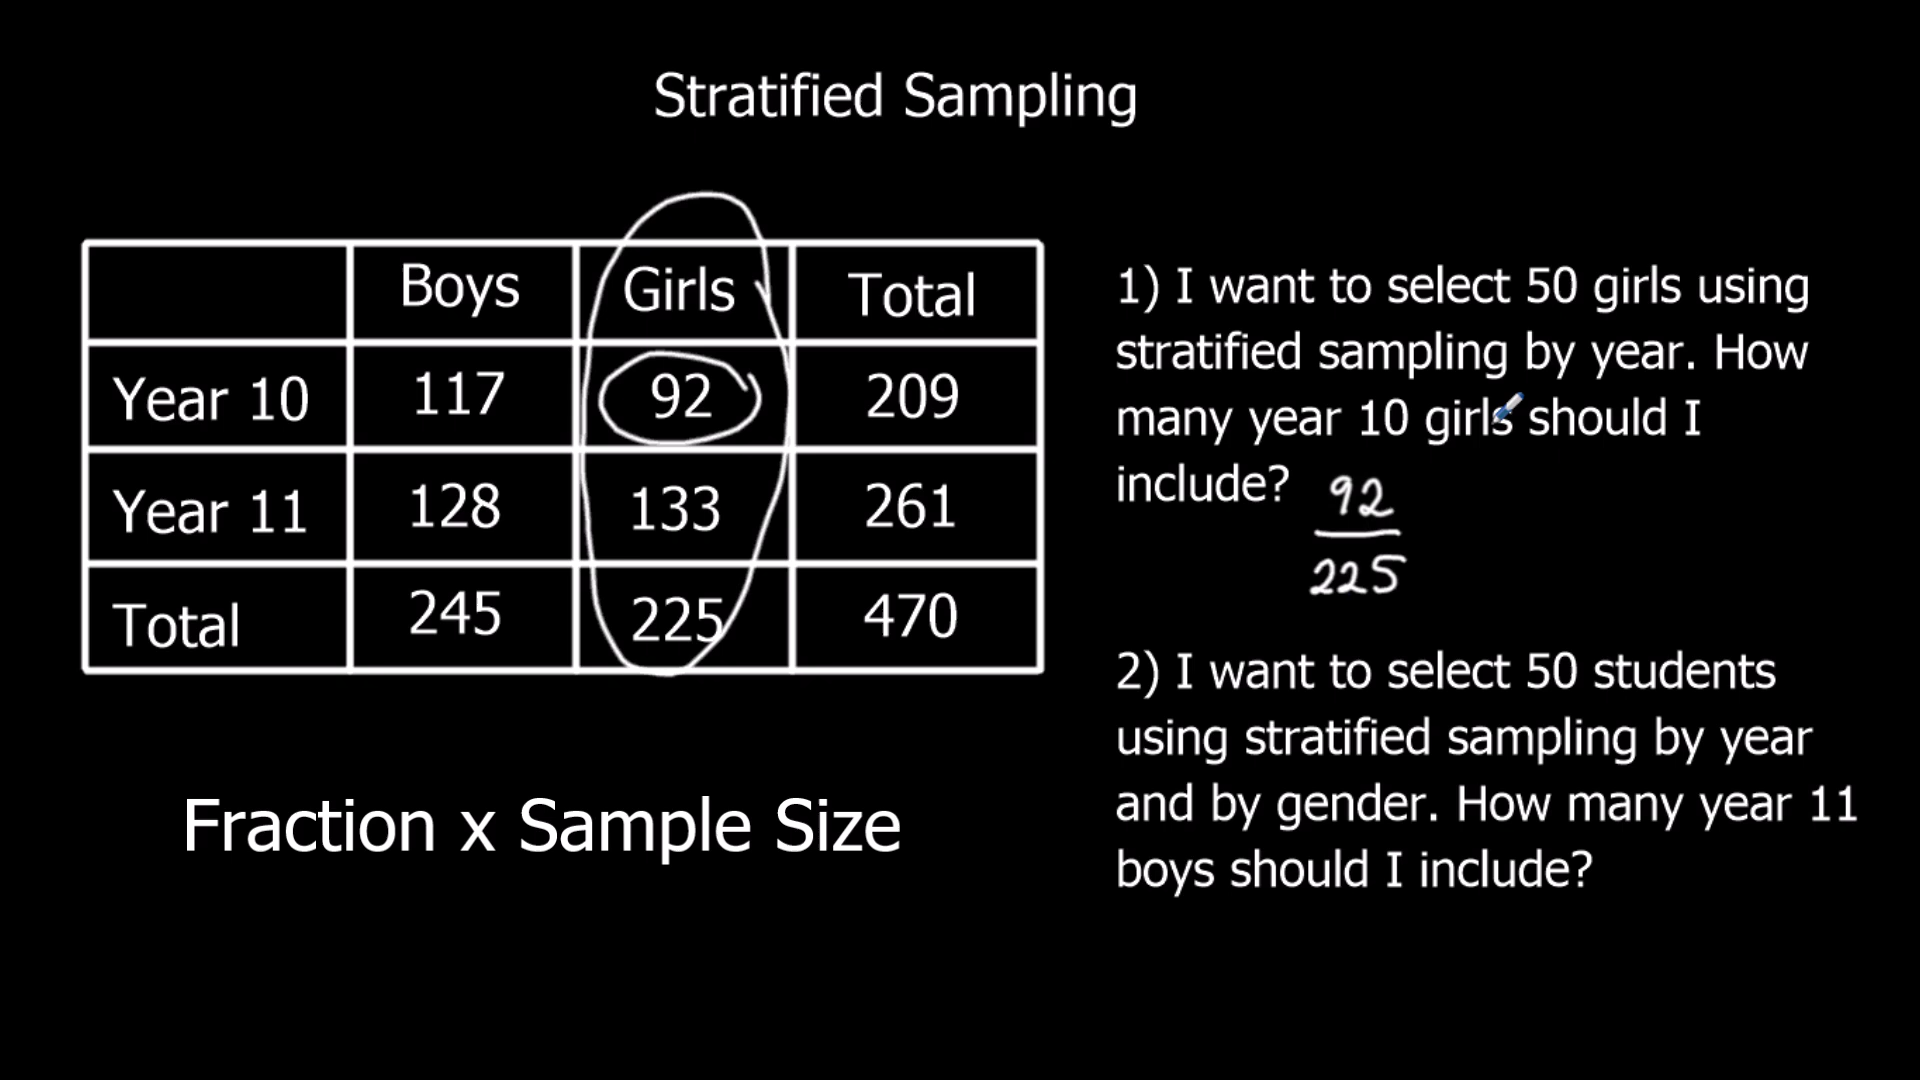 Stratified Sampling
Boys Girls Total
Year 10 117 92 209
Year 11 128 133 261
Total 245 225 470
Fraction x Sample Size
1) I want to select 50 girls using
stratified sampling by year. How
many year 10 girls should I
include?
92
225
2) I want to select 50 students
using stratified sampling by year
and by gender. How many year 11
boys should I include?